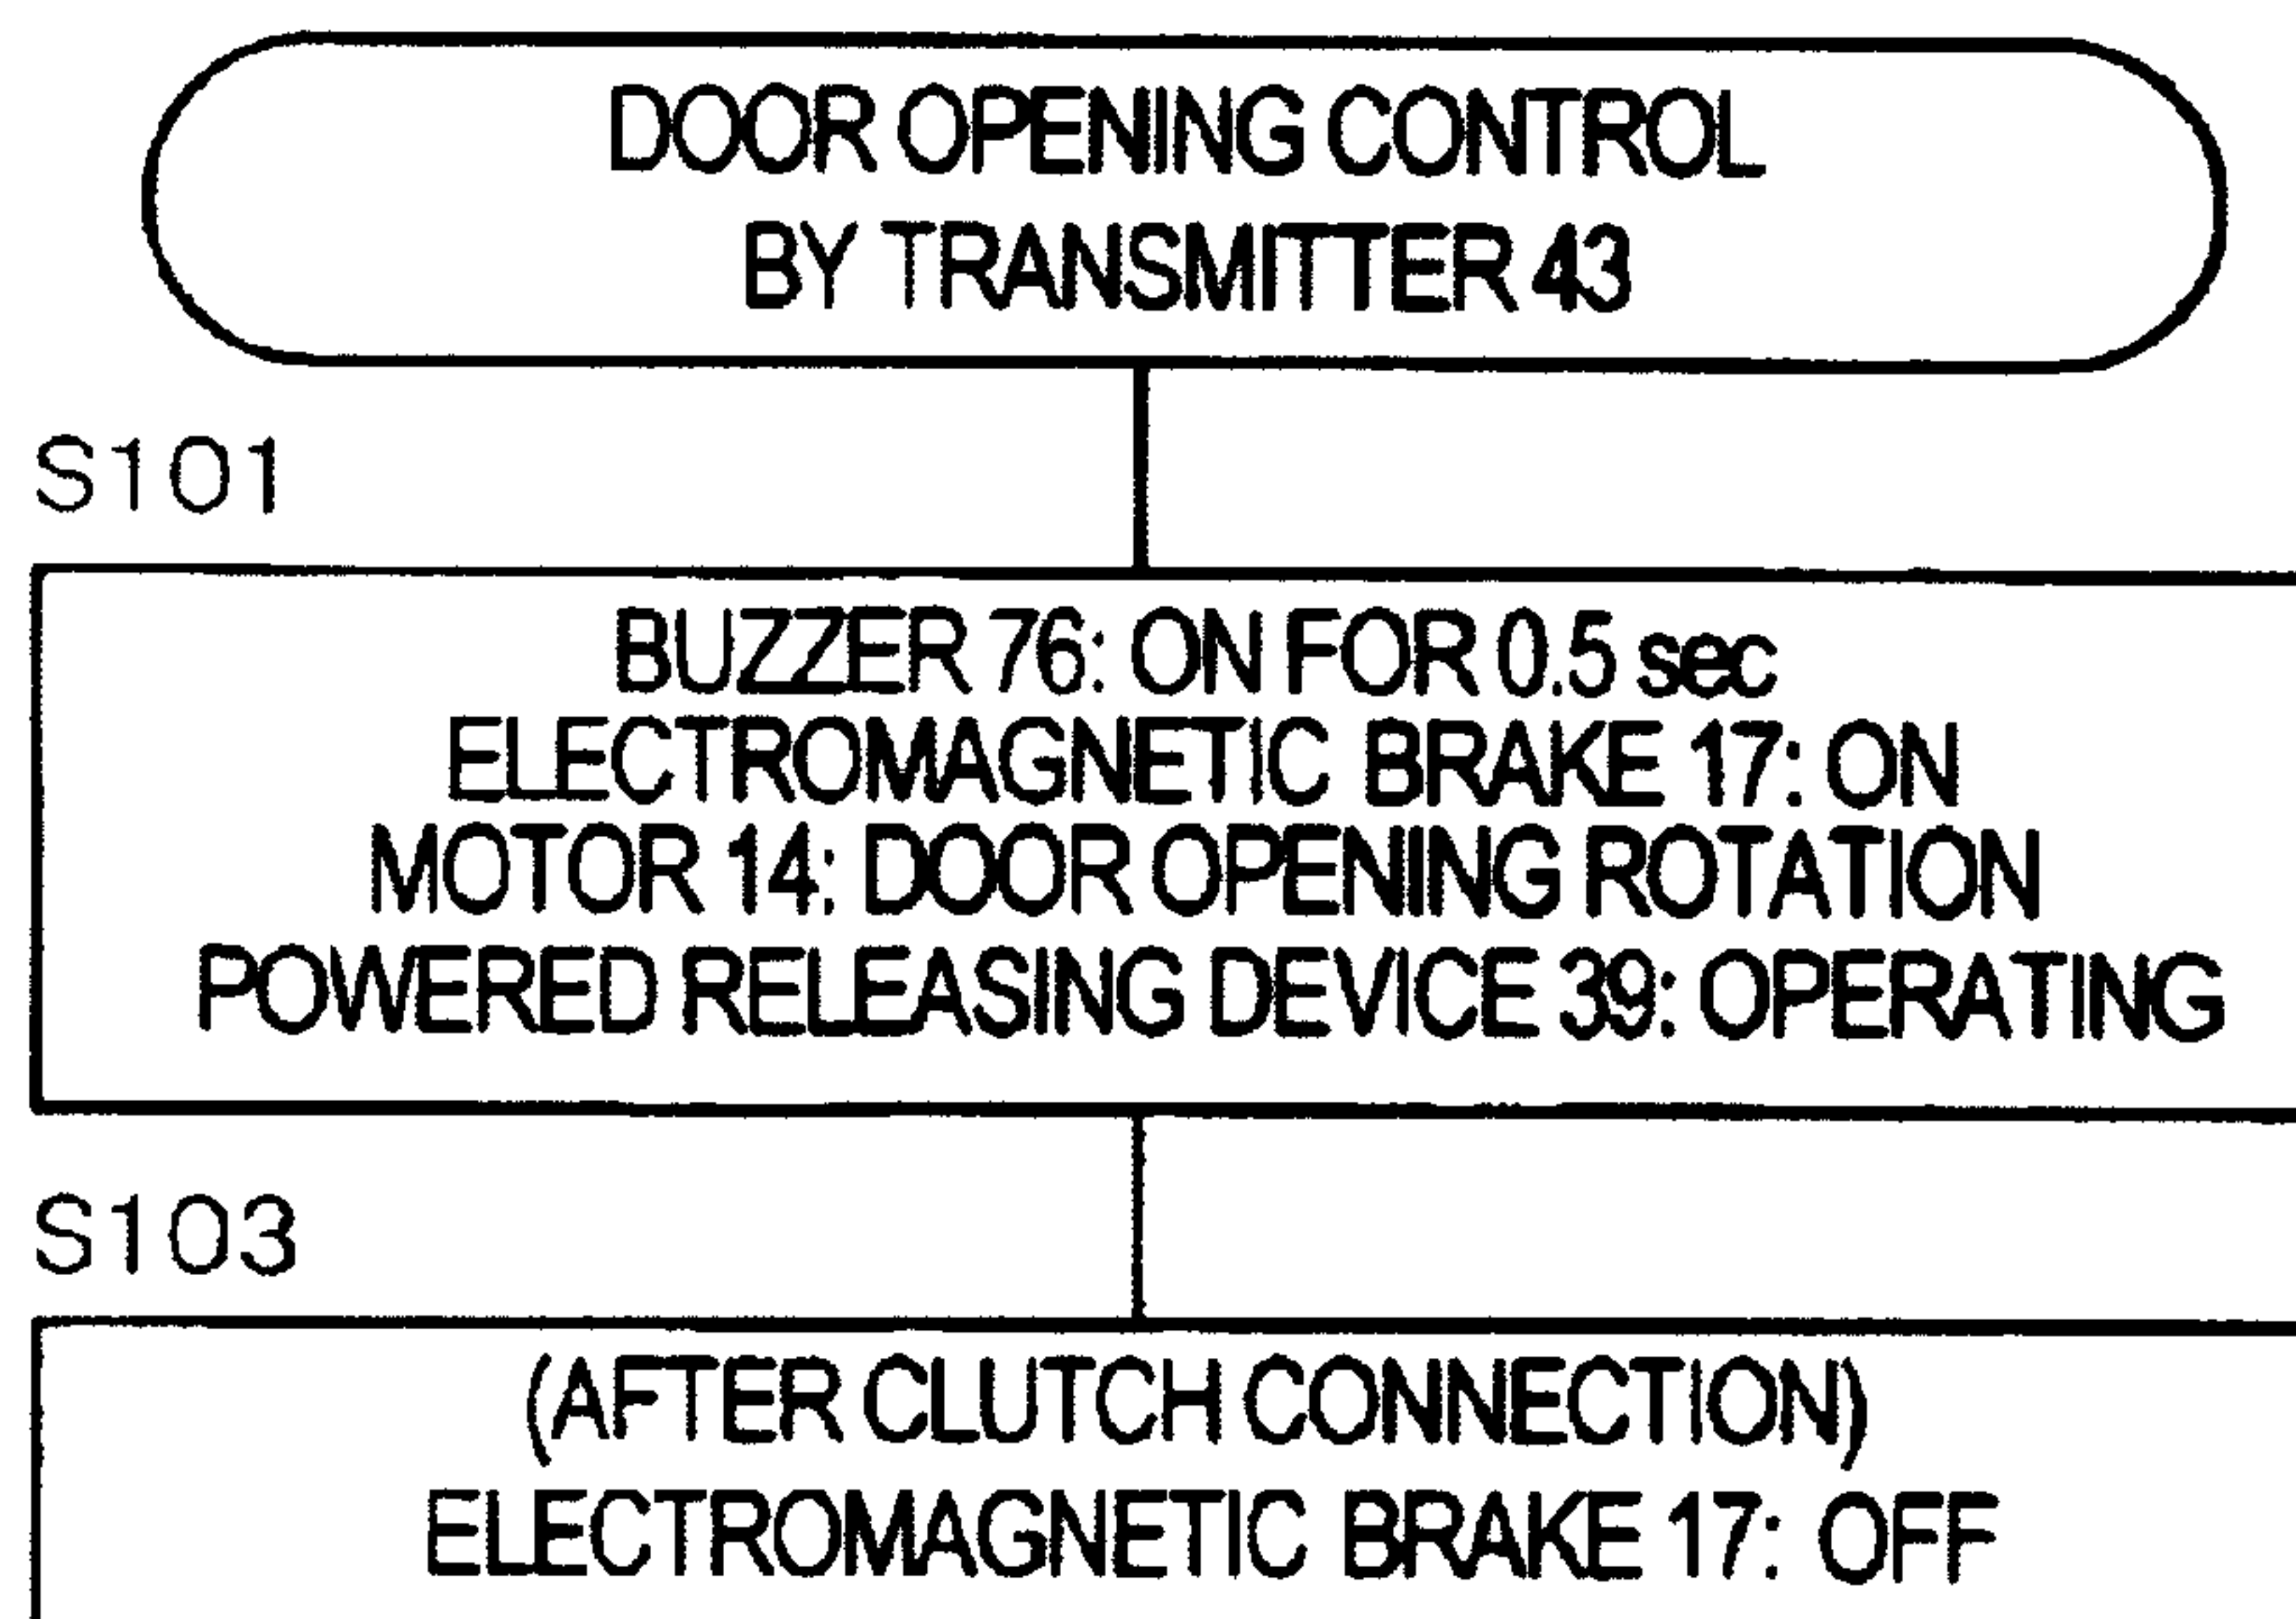 DOOR OPENING CONTROL
BY TRANSMITTER 43
S101
BUZZER 76: ON FOR 0.5 sec
ELECTROMAGNETIC BRAKE 17: ON
MOTOR 14: DOOR OPENING ROTATION
POWERED RELEASING DEVICE 39: OPERATING
S103
(AFTER CLUTCH CONNECTION)
ELECTROMAGNETIC BRAKE 17: OFF